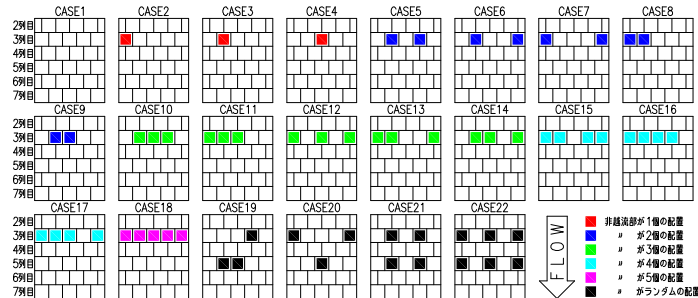 CASE1 CASE2 CASE3 CASE4 CASE5 CASE6 CASE7 CASE8
2列目
3列目
4列目
5列目
6列目
7列目
CASE9 CASE10 CASE11 CASE12 CASE13 CASE14 CASE15 CASE16
2列目
3列目
4列目
5列目
6列目
7列目
CASE17 CASE18 CASE19 CASE20 CASE21 CASE22
2列目
3列目
4列目
5列目
6列目
7列目
FLOW
非越流部が1個の配置
〃 が2個の配置
〃 が3個の配置
〃 が4個の配置
〃 が5個の配置
〃 がランダムの配置